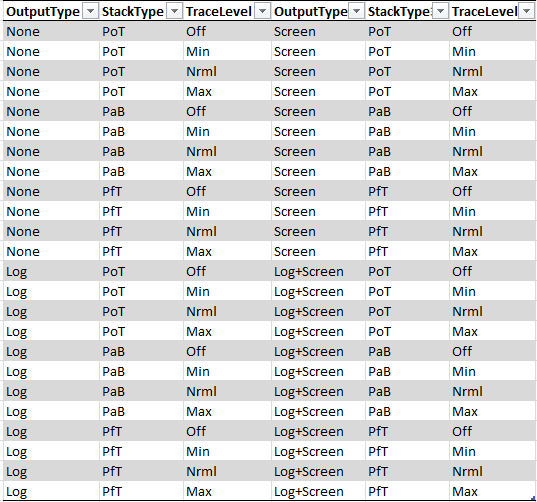 OutputType StackType TraceLevel OutputType StackType TraceLevel
None PoT Off Screen PoT Off
None PoT Min Screen PoT Min
None PoT Nrml Screen PoT Nrml
None PoT Max Screen PoT Max
None PaB Off Screen PaB Off
None PaB Min Screen PaB Min
None PaB Nrml Screen PaB Nrml
None PaB Max Screen PaB Max
None PfT Off Screen PfT Off
None PfT Min Screen PfT Min
None PfT Nrml Screen PfT Nrml
None PfT Max Screen PfT Max
Log PoT Off Log+Screen PoT Off
Log PoT Min Log+Screen PoT Min
Log PoT Nrml Log+Screen PoT Nrml
Log PoT Max Log+Screen PoT Max
Log PaB Off Log+Screen PaB Off
Log PaB Min Log+Screen PaB Min
Log PaB Nrml Log+Screen PaB Nrml
Log PaB Max Log+Screen PaB Max
Log PfT Off Log+Screen PfT Off
Log PfT Min Log+Screen PfT Min
Log PfT Nrml Log+Screen PfT Nrml
Log PfT Max Log+Screen PfT Max